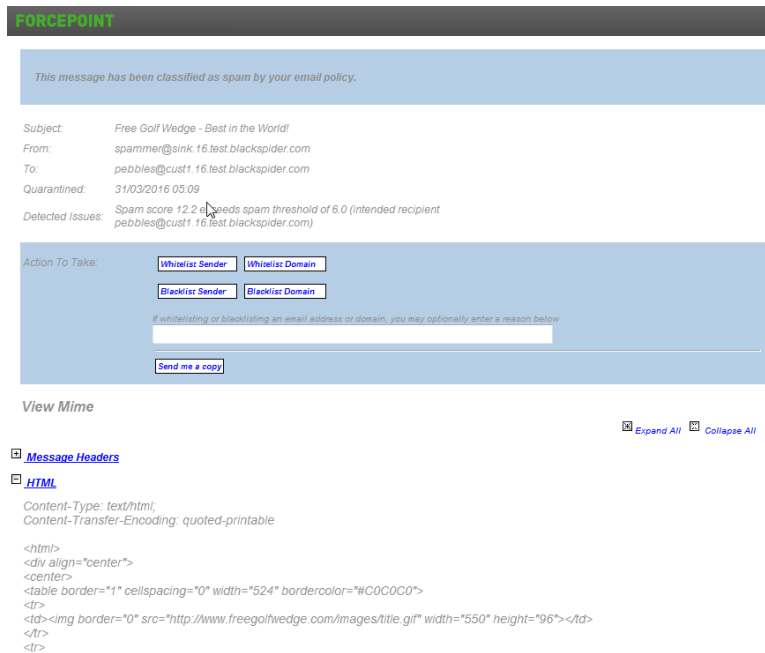 FORCEPOINT
This message has been classified as spam by your email policy.
Subject: Free Golf Wedge - Best in the World!
From: spammer@sink.16.test.blackspider.com
To: pebbles@cust1.16.test.blackspider.com
Quarantined: 31/03/2016 05:09
Detected Issues: Spam score 12.2 exceeds spam threshold of 6.0 (intended recipient
pebbles@cust1.16.test.blackspider.com)
Action To Take:
Whitelist Sender Whitelist Domain
Blacklist Sender Blacklist Domain
If whitelisting or blacklisting an email address or domain, you may optionally enter a reason below
Send me a copy
View Mime
Expand All Collapse All
Message Headers
HTML
Content-Type: text/html;
Content-Transfer-Encoding: quoted-printable
<html>
<div align="center">
<center>
<table border="1" cellspacing="0" width="524" bordercolor="#C0C0C0">
<tr>
<td><img border="0" src="http://www.freegolfwedge.com/images/title.gif" width="550" height="96"></td>
</tr>
<tr>